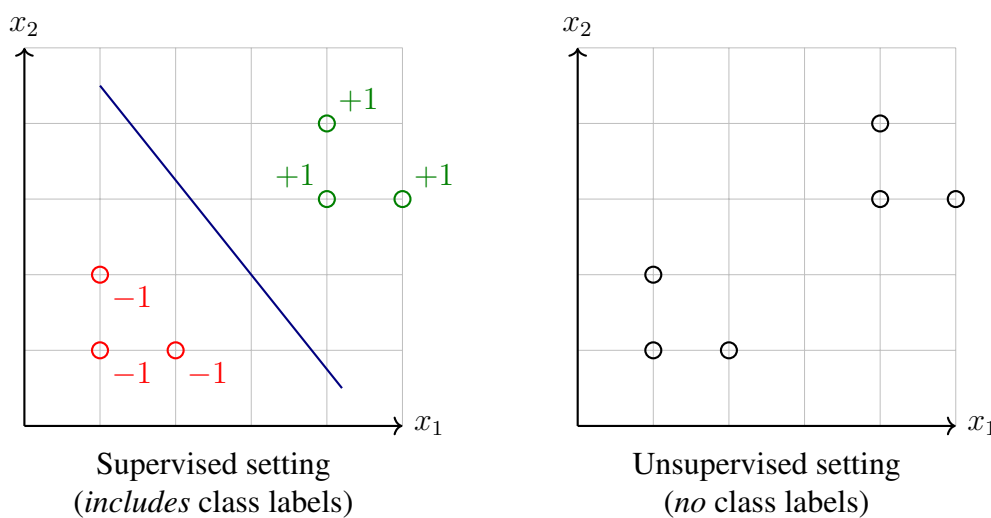 x₂
+1
+1
+1
−1
−1
−1
x₁
Supervised setting
(includes class labels)
x₂
x₁
Unsupervised setting
(no class labels)